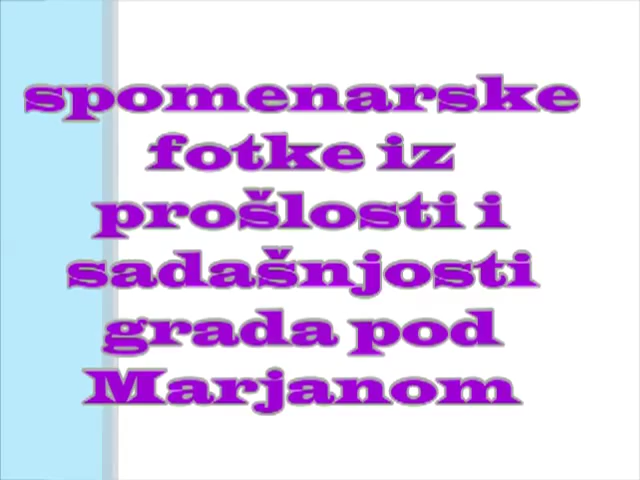 spomenarske
fotke iz
prošlosti i
sadašnjosti
grada pod
Marjanom